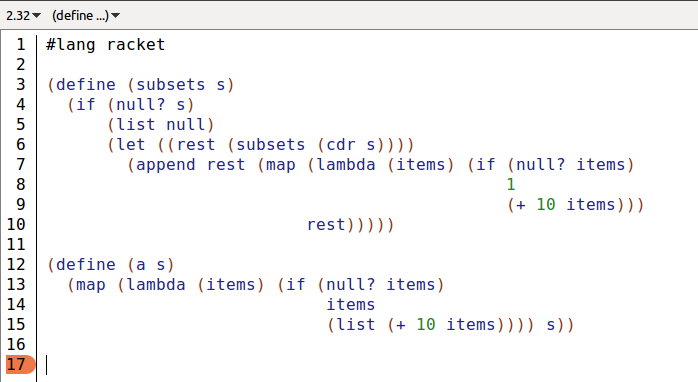 2.32 (define ...)
1 #lang racket
2
3 (define (subsets s)
4   (if (null? s)
5       (list null)
6       (let ((rest (subsets (cdr s))))
7         (append rest (map (lambda (items) (if (null? items)
8                                               1
9                                               (+ 10 items)))
10                           rest)))))
11
12 (define (a s)
13   (map (lambda (items) (if (null? items)
14                             items
15                             (list (+ 10 items)))) s))
16
17